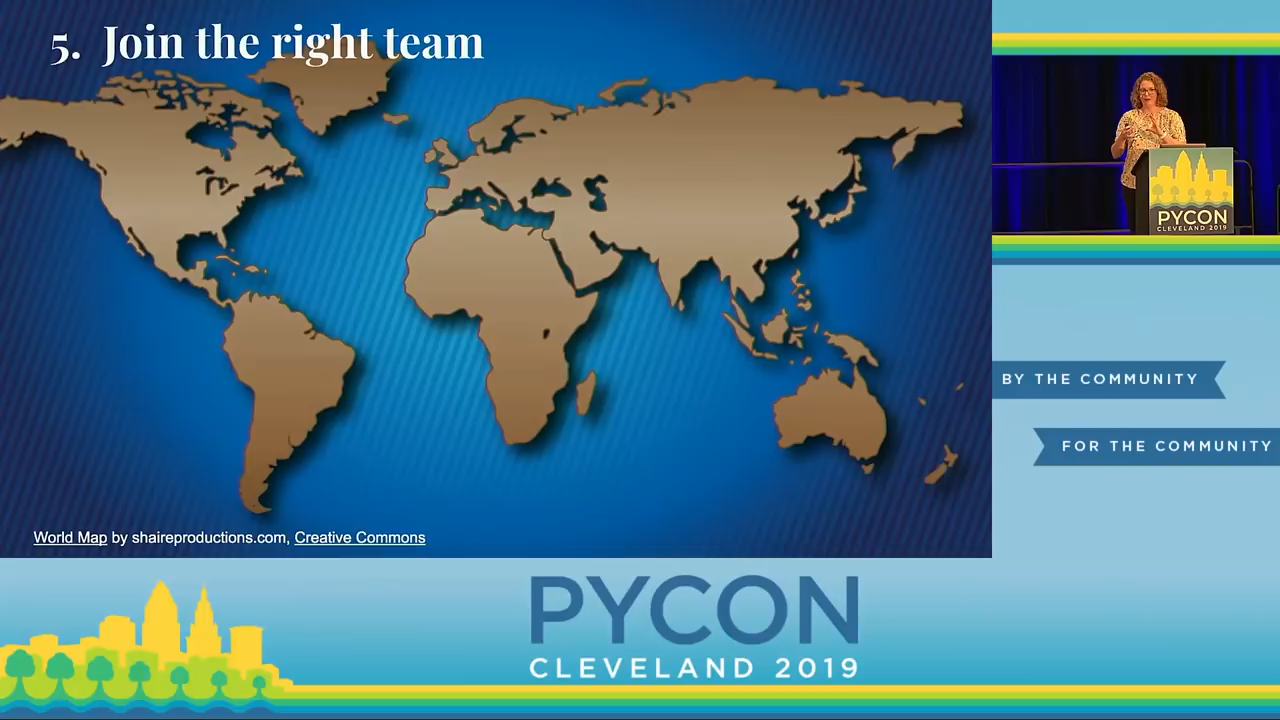 5. Join the right team
World Map by shaireproductions.com, Creative Commons
PYCON
CLEVELAND 2019
BY THE COMMUNITY
FOR THE COMMUNITY
PYCON
CLEVELAND 2019